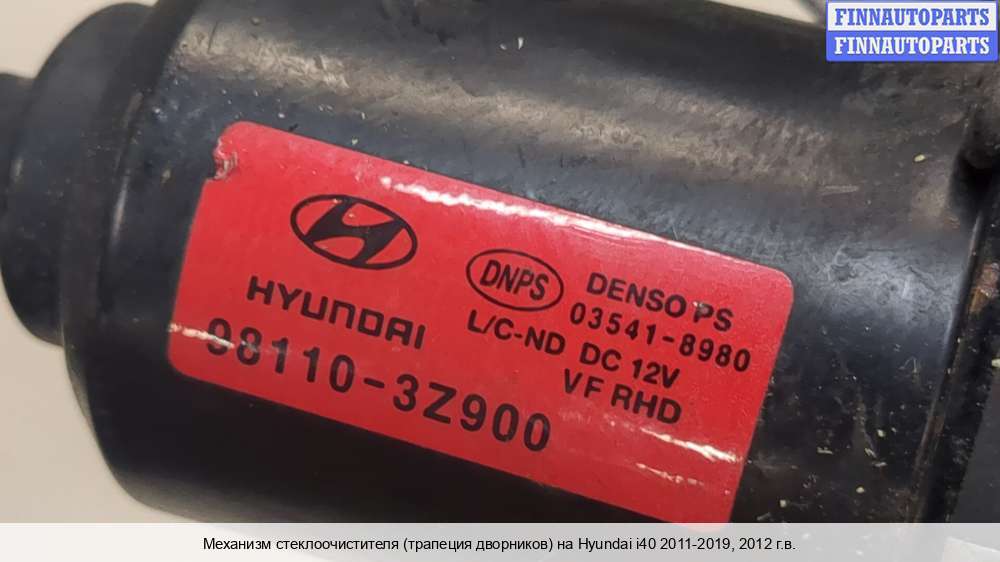 FINNAUTOPARTS
FINNAUTOPARTS
HYUNDAI
98110-3Z900
DNPS
DENSO PS
03541-8980
L/C-ND DC 12V
VF RHD
Механизм стеклоочистителя (трапеция дворников) на Hyundai i40 2011-2019, 2012 г.в.